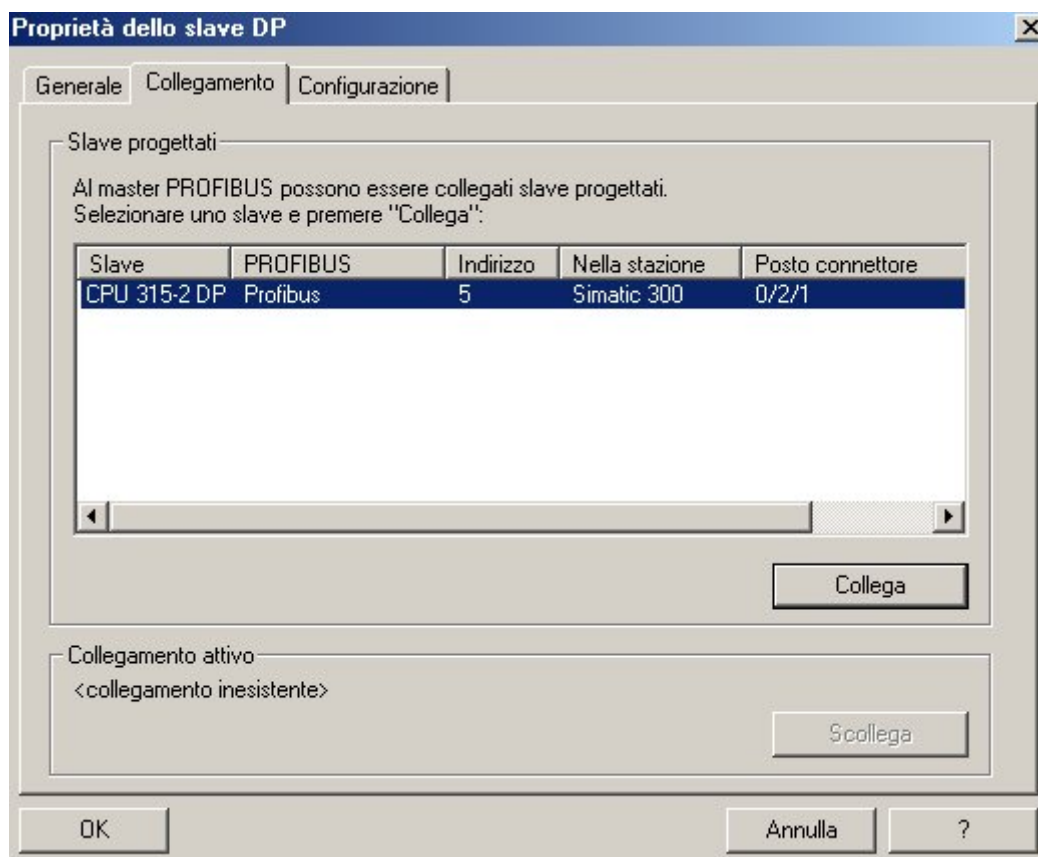 Proprietà dello slave DP
Generale Collegamento Configurazione
Slave progettati
Al master PROFIBUS possono essere collegati slave progettati.
Selezionare uno slave e premere "Collega":
Slave PROFIBUS Indirizzo Nella stazione Posto connettore
CPU 315-2 DP Profibus 5 Simatic 300 0/2/1
Collega
Collegamento attivo
<collegamento inesistente>
Scollega
OK Annulla ?